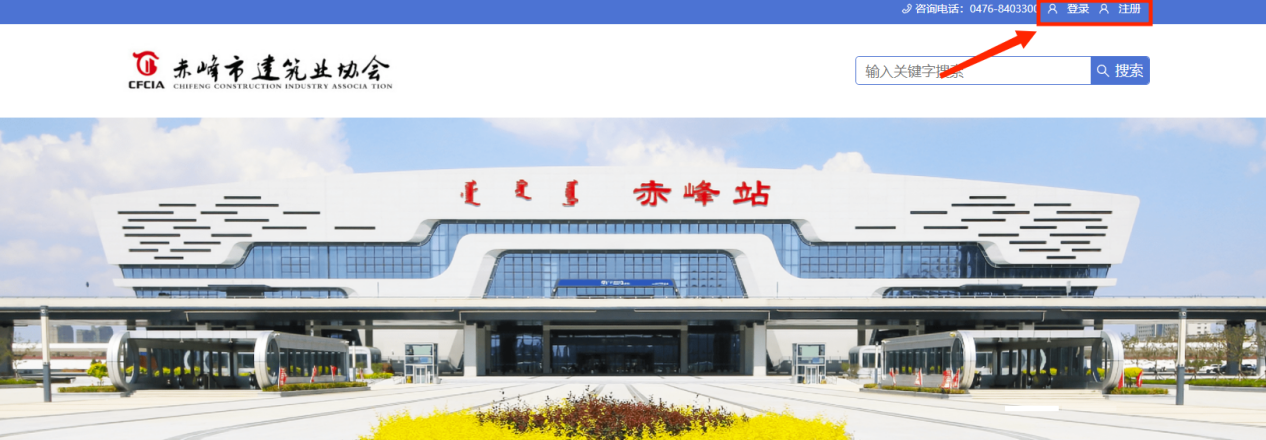 咨询电话：0476-8403300 登录 注册
赤峰市建筑业协会
CFCIA CHIFENG CONSTRUCTION INDUSTRY ASSOCIA TION
输入关键字搜索 搜索
赤峰站